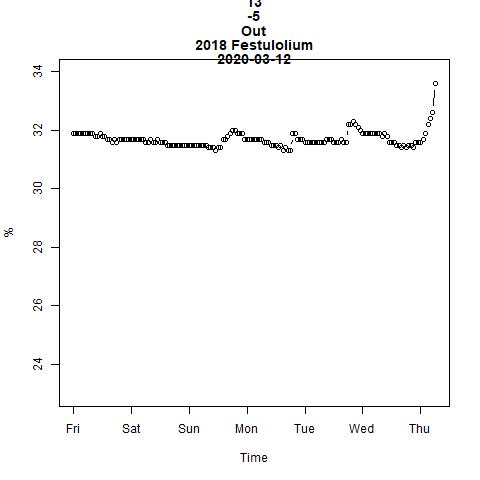 13
-5
Out
2018 Festulolium
2020-03-12
34
32
30
28
26
24
%
Fri Sat Sun Mon Tue Wed Thu
Time